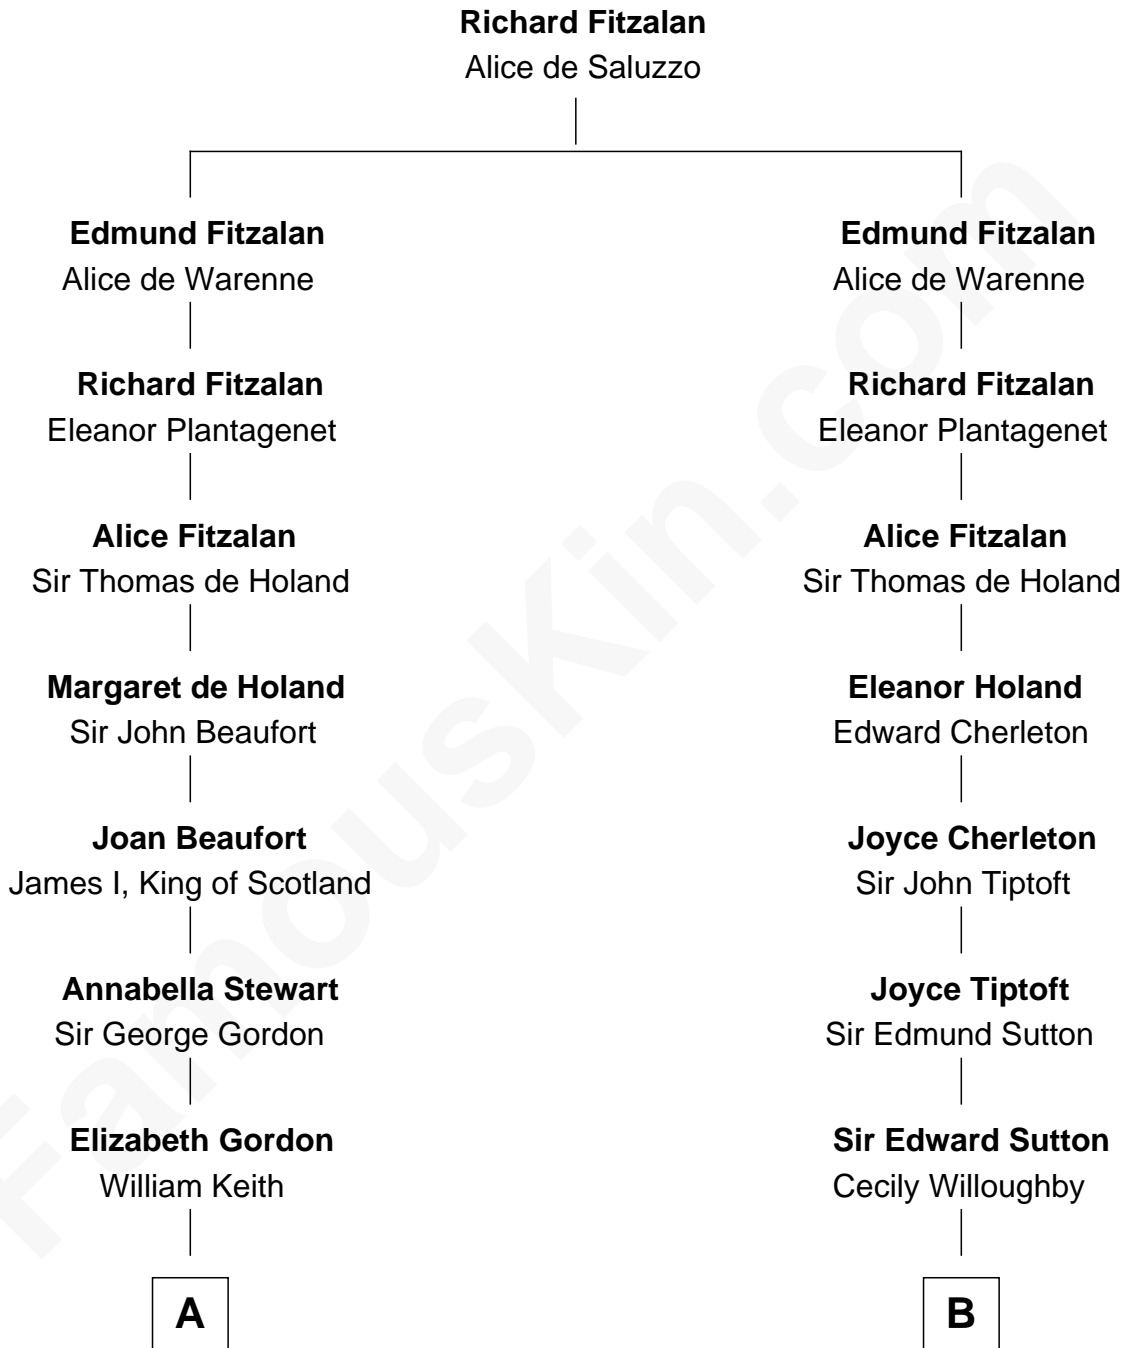 Richard Fitzalan
Alice de Saluzzo
Edmund Fitzalan
Alice de Warenne
Richard Fitzalan
Eleanor Plantagenet
Alice Fitzalan
Sir Thomas de Holand
Margaret de Holand
Sir John Beaufort
Joan Beaufort
James I, King of Scotland
Annabella Stewart
Sir George Gordon
Elizabeth Gordon
William Keith
A
Edmund Fitzalan
Alice de Warenne
Richard Fitzalan
Eleanor Plantagenet
Alice Fitzalan
Sir Thomas de Holand
Eleanor Holand
Edward Cherleton
Joyce Cherleton
Sir John Tiptoft
Joyce Tiptoft
Sir Edmund Sutton
Sir Edward Sutton
Cecily Willoughby
B
FamousKin.com